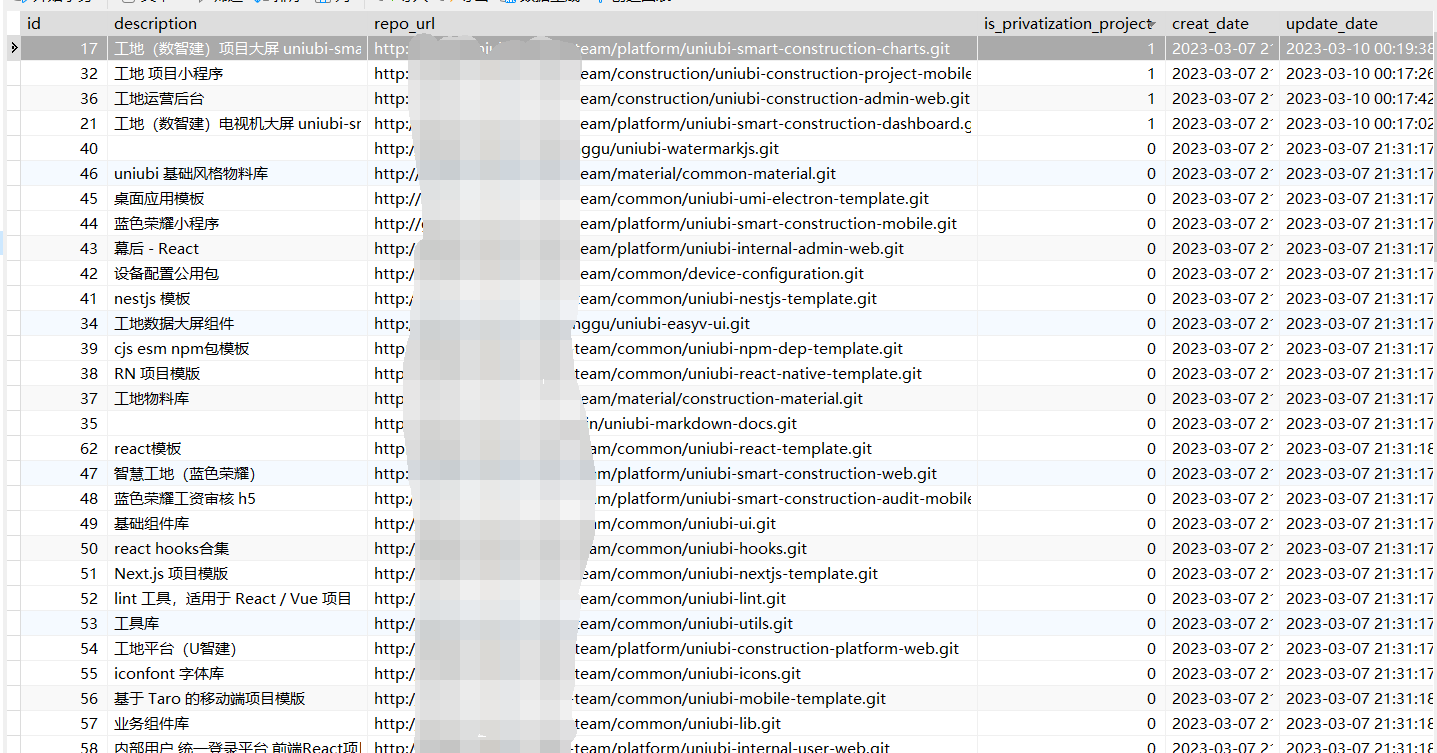 id description repo_url is_privatization_project creat_date update_date
17 工地（数智建）项目大屏 uniubi-sma http: team/platform/uniubi-smart-construction-charts.git 1 2023-03-07 2 2023-03-10 00:19:38
32 工地 项目小程序 http: team/construction/uniubi-construction-project-mobile 1 2023-03-07 2 2023-03-10 00:17:26
36 工地运营后台 http: team/construction/uniubi-construction-admin-web.git 1 2023-03-07 2 2023-03-10 00:17:42
21 工地（数智建）电视机大屏 uniubi-sr http: team/platform/uniubi-smart-construction-dashboard.g 1 2023-03-07 2 2023-03-10 00:17:02
40 http:/ nggu/uniubi-watermarkjs.git 0 2023-03-07 2 2023-03-07 21:31:17
46 uniubi 基础风格物料库 http:/ team/material/common-material.git 0 2023-03-07 2 2023-03-07 21:31:17
45 桌面应用模板 http:// team/common/uniubi-umi-electron-template.git 0 2023-03-07 2 2023-03-07 21:31:17
44 蓝色荣耀小程序 http:// team/platform/uniubi-smart-construction-mobile.git 0 2023-03-07 2 2023-03-07 21:31:17
43 幕后 - React http:/ team/platform/uniubi-internal-admin-web.git 0 2023-03-07 2 2023-03-07 21:31:17
42 设备配置公用包 http:/ team/common/device-configuration.git 0 2023-03-07 2 2023-03-07 21:31:17
41 nestjs 模板 http:/ team/common/uniubi-nestjs-template.git 0 2023-03-07 2 2023-03-07 21:31:17
34 工地数据大屏组件 http:/ nggu/uniubi-easyv-ui.git 0 2023-03-07 2 2023-03-07 21:31:17
39 cjs esm npm包模板 http -team/common/uniubi-npm-dep-template.git 0 2023-03-07 2 2023-03-07 21:31:17
38 RN 项目模版 http team/common/uniubi-react-native-template.git 0 2023-03-07 2 2023-03-07 21:31:17
37 工地物料库 http eam/material/construction-material.git 0 2023-03-07 2 2023-03-07 21:31:17
35 http: in/uniubi-markdown-docs.git 0 2023-03-07 2 2023-03-07 21:31:17
62 react模板 http:/ am/common/uniubi-react-template.git 0 2023-03-07 2 2023-03-07 21:31:18
47 智慧工地（蓝色荣耀） http:/ m/platform/uniubi-smart-construction-web.git 0 2023-03-07 2 2023-03-07 21:31:17
48 蓝色荣耀工资审核 h5 http:/ am/platform/uniubi-smart-construction-audit-mobile 0 2023-03-07 2 2023-03-07 21:31:17
49 基础组件库 http:/ am/common/uniubi-ui.git 0 2023-03-07 2 2023-03-07 21:31:17
50 react hooks合集 http:/ am/common/uniubi-hooks.git 0 2023-03-07 2 2023-03-07 21:31:17
51 Next.js 项目模版 http:/ eam/common/uniubi-nextjs-template.git 0 2023-03-07 2 2023-03-07 21:31:17
52 lint 工具，适用于 React / Vue 项目 http:/ eam/common/uniubi-lint.git 0 2023-03-07 2 2023-03-07 21:31:17
53 工具库 http:/ team/common/uniubi-utils.git 0 2023-03-07 2 2023-03-07 21:31:17
54 工地平台（U智建） http:/ team/platform/uniubi-construction-platform-web.git 0 2023-03-07 2 2023-03-07 21:31:17
55 iconfont 字体库 http:/ team/common/uniubi-icons.git 0 2023-03-07 2 2023-03-07 21:31:17
56 基于 Taro 的移动端项目模版 http:/ -team/common/uniubi-mobile-template.git 0 2023-03-07 2 2023-03-07 21:31:18
57 业务组件库 http:/ -team/common/uniubi-lib.git 0 2023-03-07 2 2023-03-07 21:31:17
58 内部用户 统一登录平台 前端React项 http:/ -team/platform/uniubi-internal-user-web.git 0 2023-03-07 2 2023-03-07 21:31:17